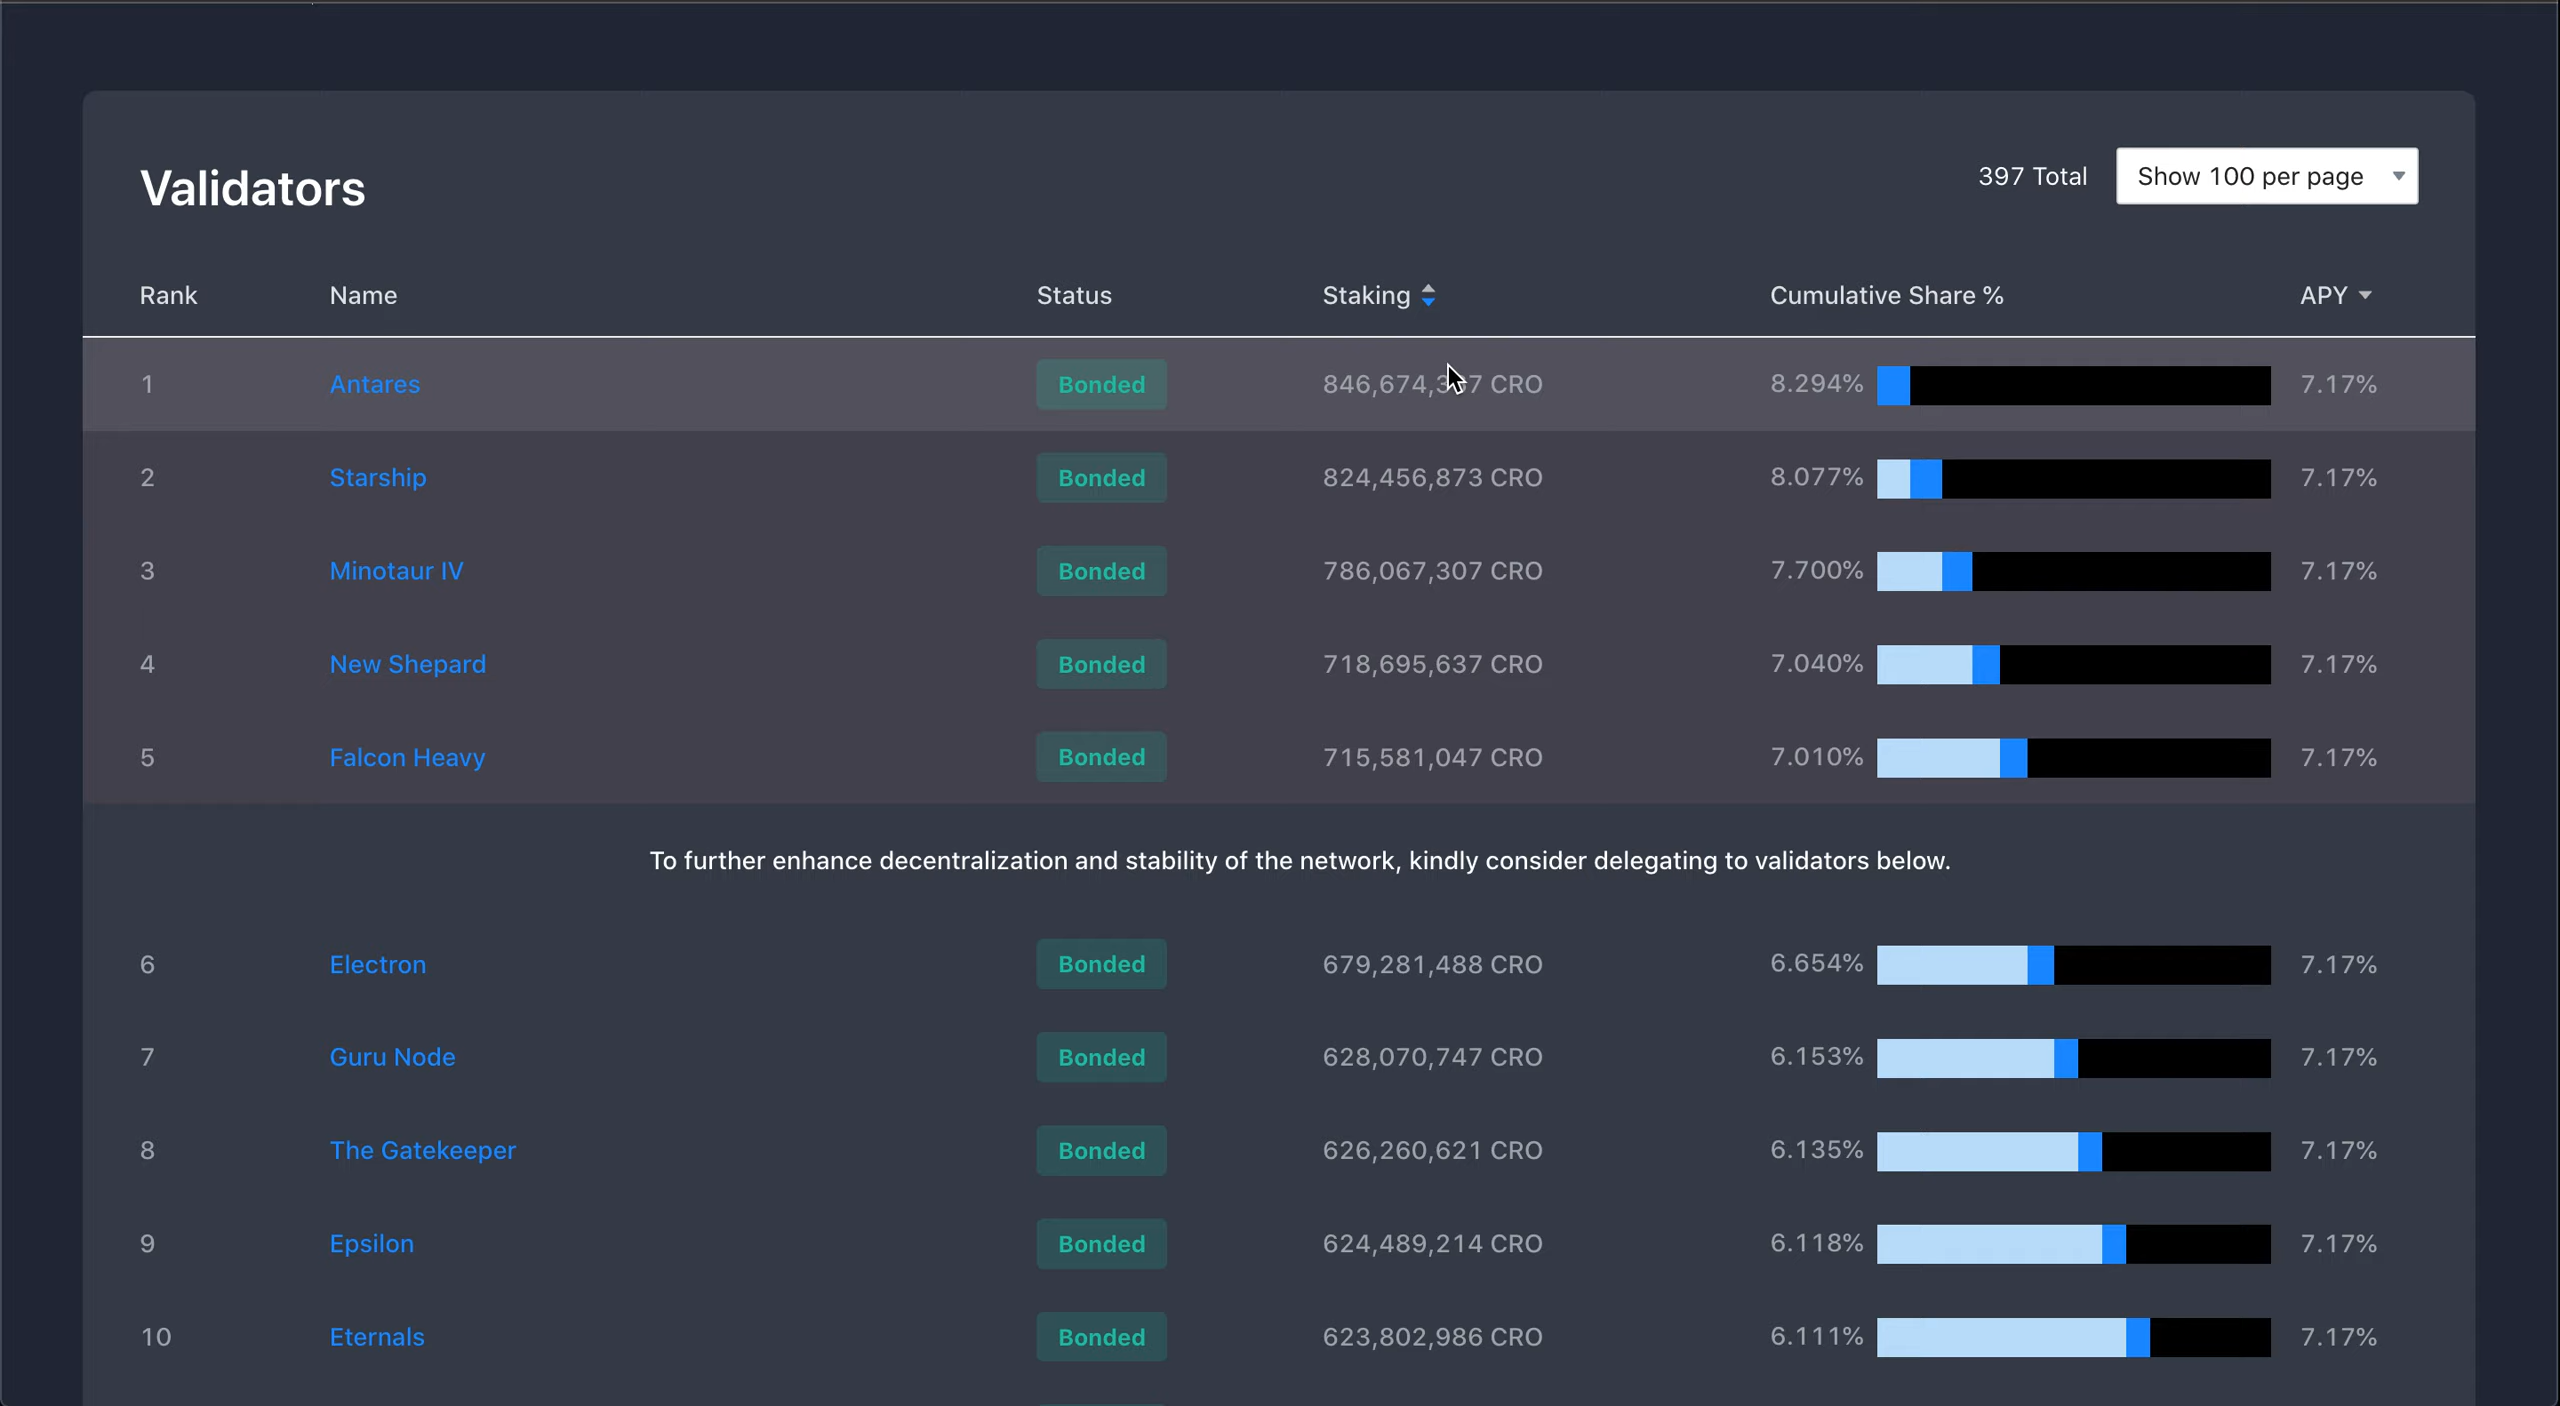 Validators
397 Total
Show 100 per page
Rank Name Status Staking Cumulative Share % APY
1 Antares Bonded CRO 8.294% 7.17%
2 Starship Bonded 824,456,873 CRO 8.077% 7.17%
3 Minotaur IV Bonded 786,067,307 CRO 7.700% 7.17%
4 New Shepard Bonded 718,695,637 CRO 7.040% 7.17%
5 Falcon Heavy Bonded 715,581,047 CRO 7.010% 7.17%
To further enhance decentralization and stability of the network, kindly consider delegating to validators below.
6 Electron Bonded 679,281,488 CRO 6.654% 7.17%
7 Guru Node Bonded 628,070,747 CRO 6.153% 7.17%
8 The Gatekeeper Bonded 626,260,621 CRO 6.135% 7.17%
9 Epsilon Bonded 624,489,214 CRO 6.118% 7.17%
10 Eternals Bonded 623,802,986 CRO 6.111% 7.17%